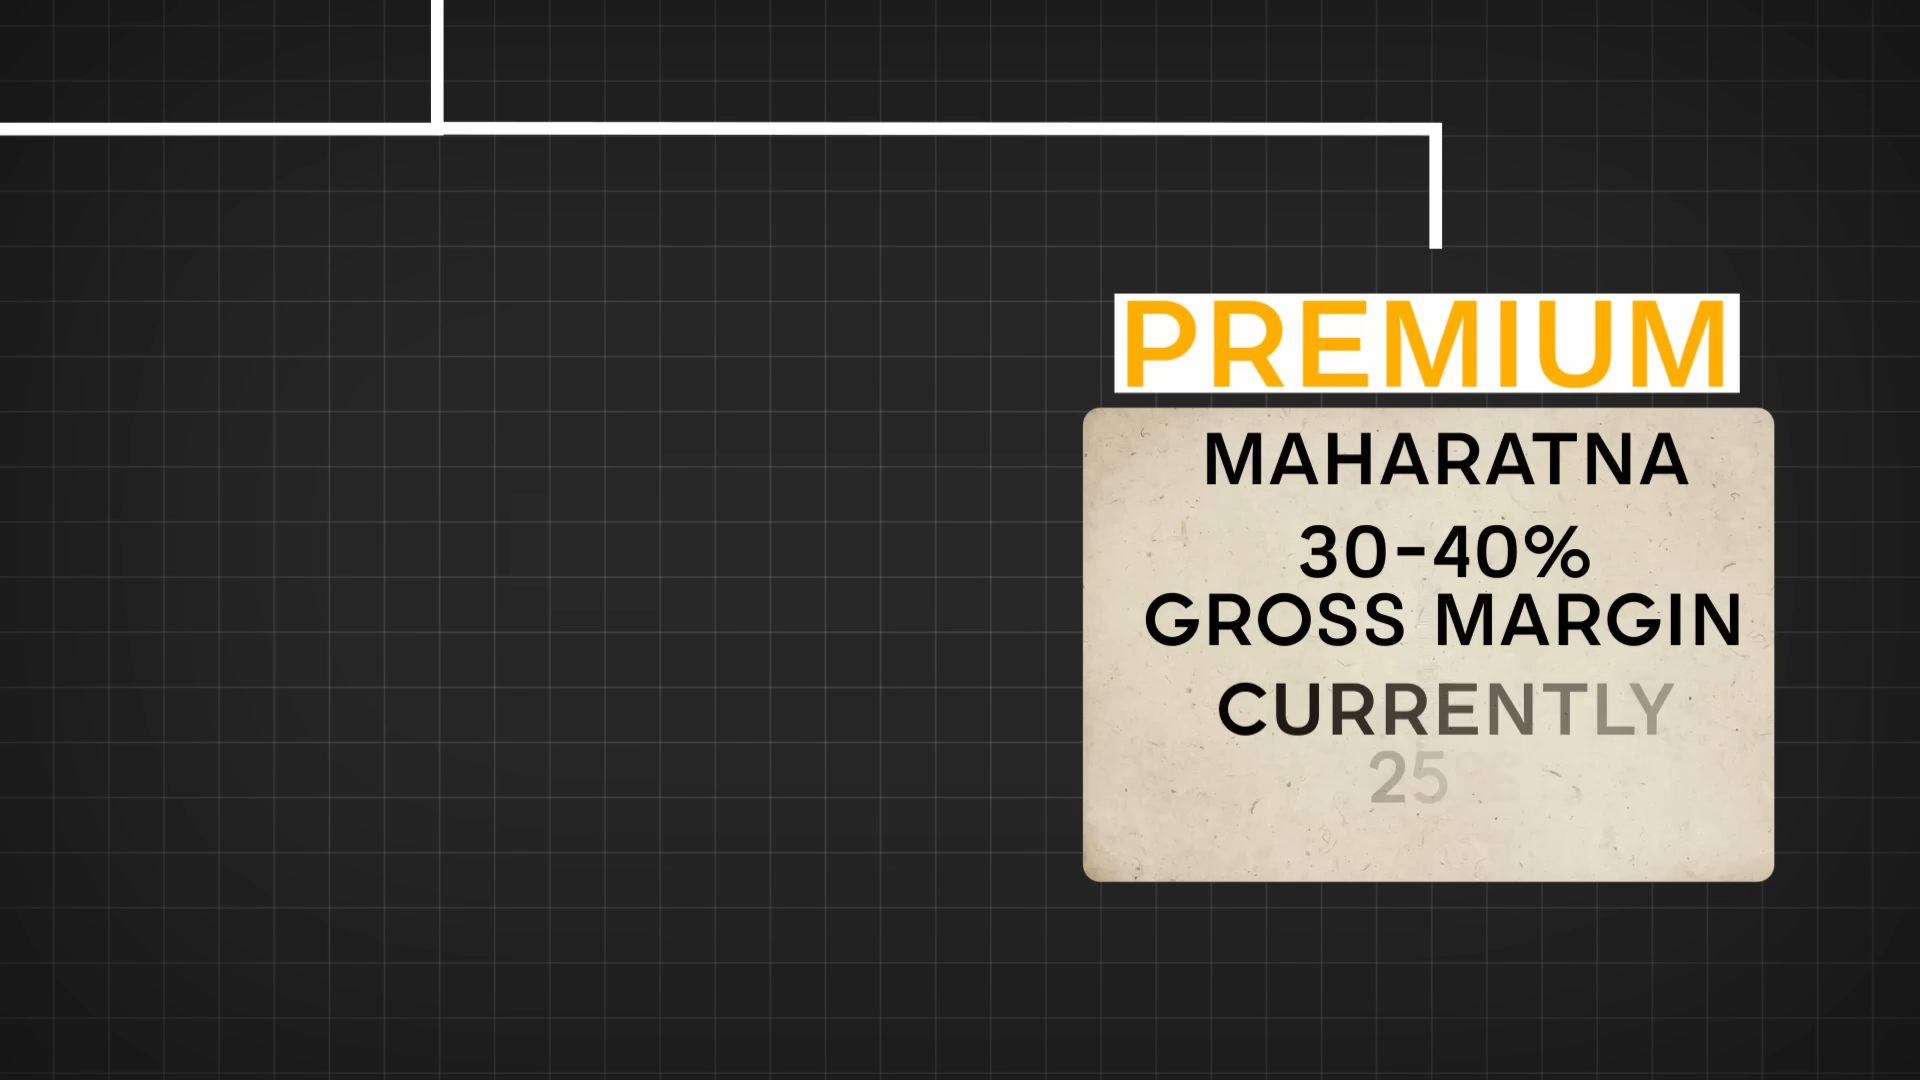 PREMIUM
MAHARATNA
30-40%
GROSS MARGIN
CURRENTLY
25